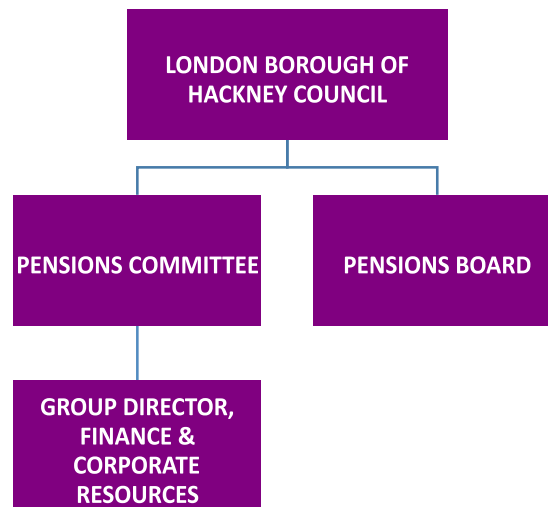 LONDON BOROUGH OF
HACKNEY COUNCIL
PENSIONS COMMITTEE
PENSIONS BOARD
GROUP DIRECTOR,
FINANCE &
CORPORATE
RESOURCES